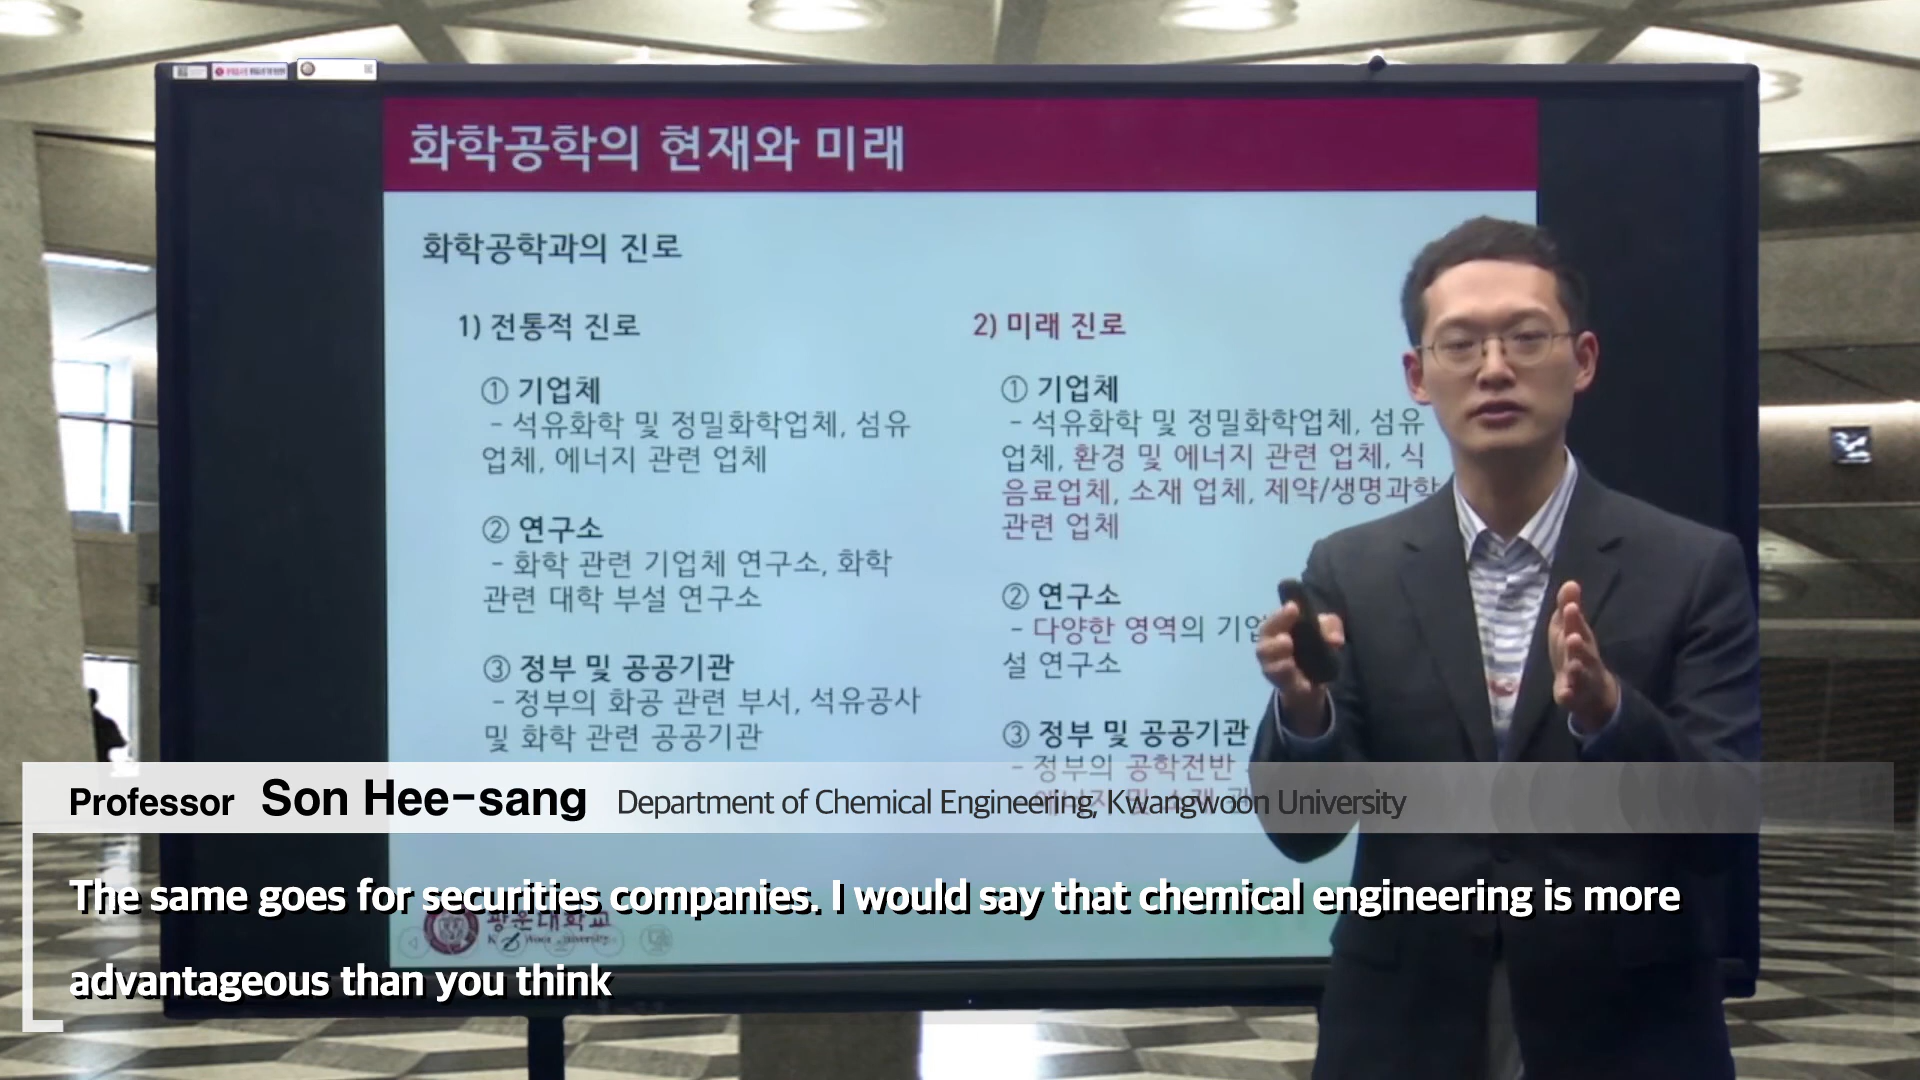 화학공학의 현재와 미래
화학공학과의 진로
1) 전통적 진로
① 기업체
- 석유화학 및 정밀화학업체, 섬유
업체, 에너지 관련 업체
② 연구소
- 화학 관련 기업체 연구소, 화학
관련 대학 부설 연구소
③ 정부 및 공공기관
- 정부의 화공 관련 부서, 석유공사
및 화학 관련 공공기관
2) 미래 진로
① 기업체
- 석유화학 및 정밀화학업체, 섬유
업체, 환경 및 에너지 관련 업체, 식
음료업체, 소재 업체, 제약/생명과학
관련 업체
② 연구소
- 다양한 영역의
설 연구소
③ 정부 및 공공기관
- 정부의 공학전반
에너지 및 소재
Professor Son Hee-sang Department of Chemical Engineering, Kwangwoon University
The same goes for securities companies. I would say that chemical engineering is more
advantageous than you think
광운대학교